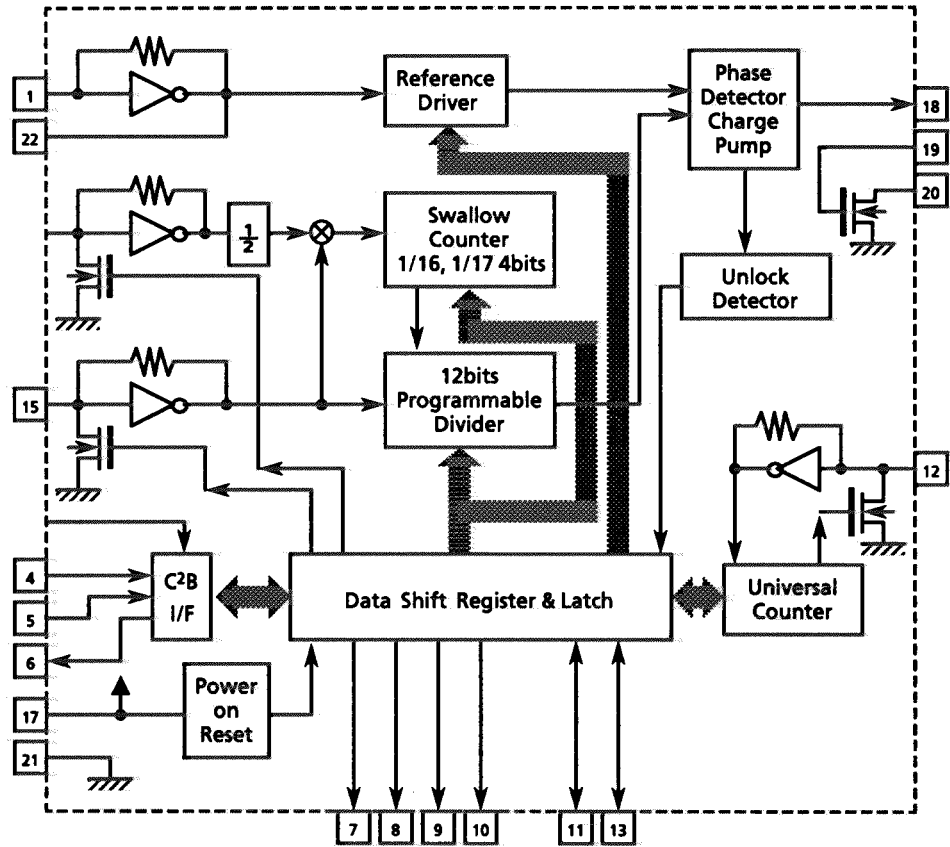 1
22
Reference
Driver
Phase
Detector
Charge
Pump
18
19
20
1/2
Swallow
Counter
1/16, 1/17 4bits
Unlock
Detector
15
12bits
Programmable
Divider
12
4
5
6
17
21
C²B
I/F
Data Shift Register & Latch
Universal
Counter
Power
on
Reset
7
8
9
10
11
13